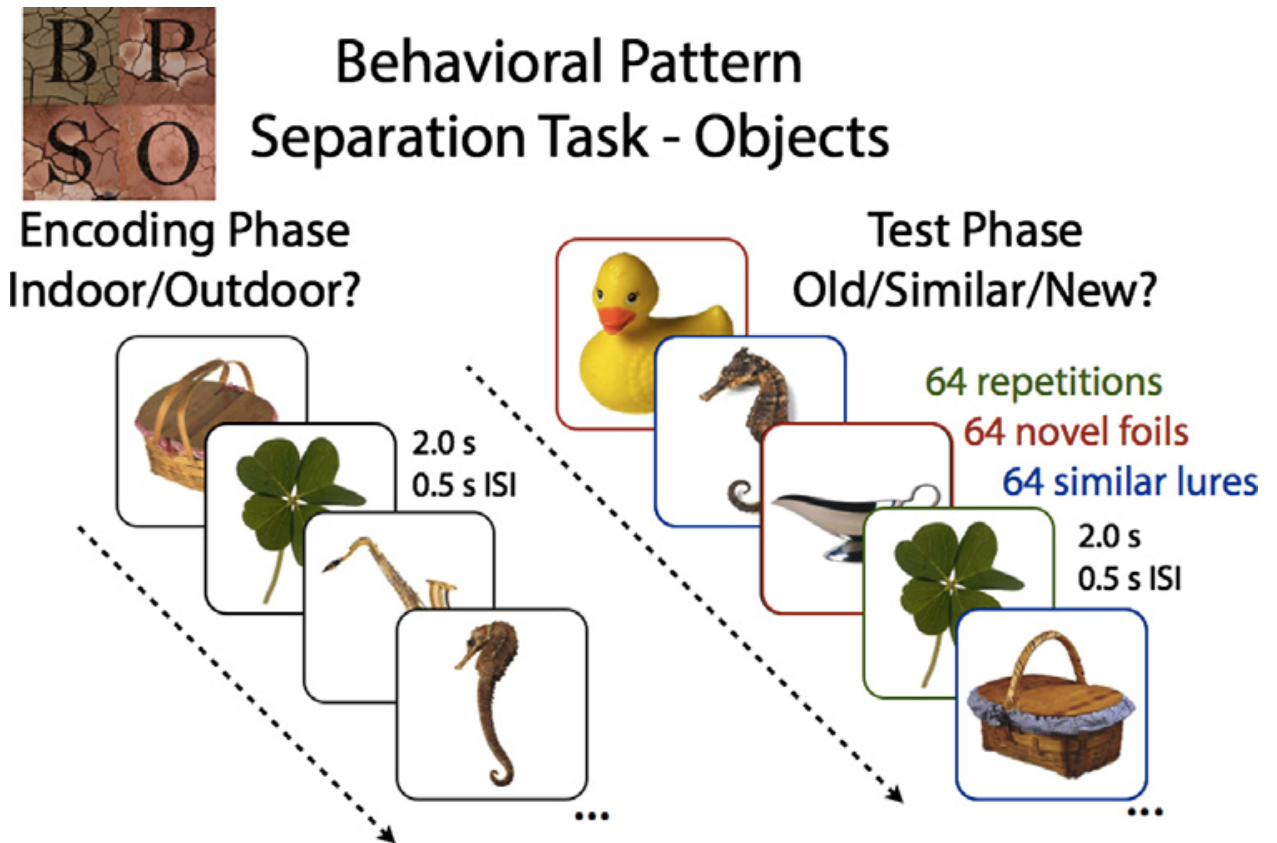 B P
S O
Behavioral Pattern
Separation Task - Objects
Encoding Phase
Indoor/Outdoor?
2.0 s
0.5 s ISI
...
Test Phase
Old/Similar/New?
64 repetitions
64 novel foils
64 similar lures
2.0 s
0.5 s ISI
...